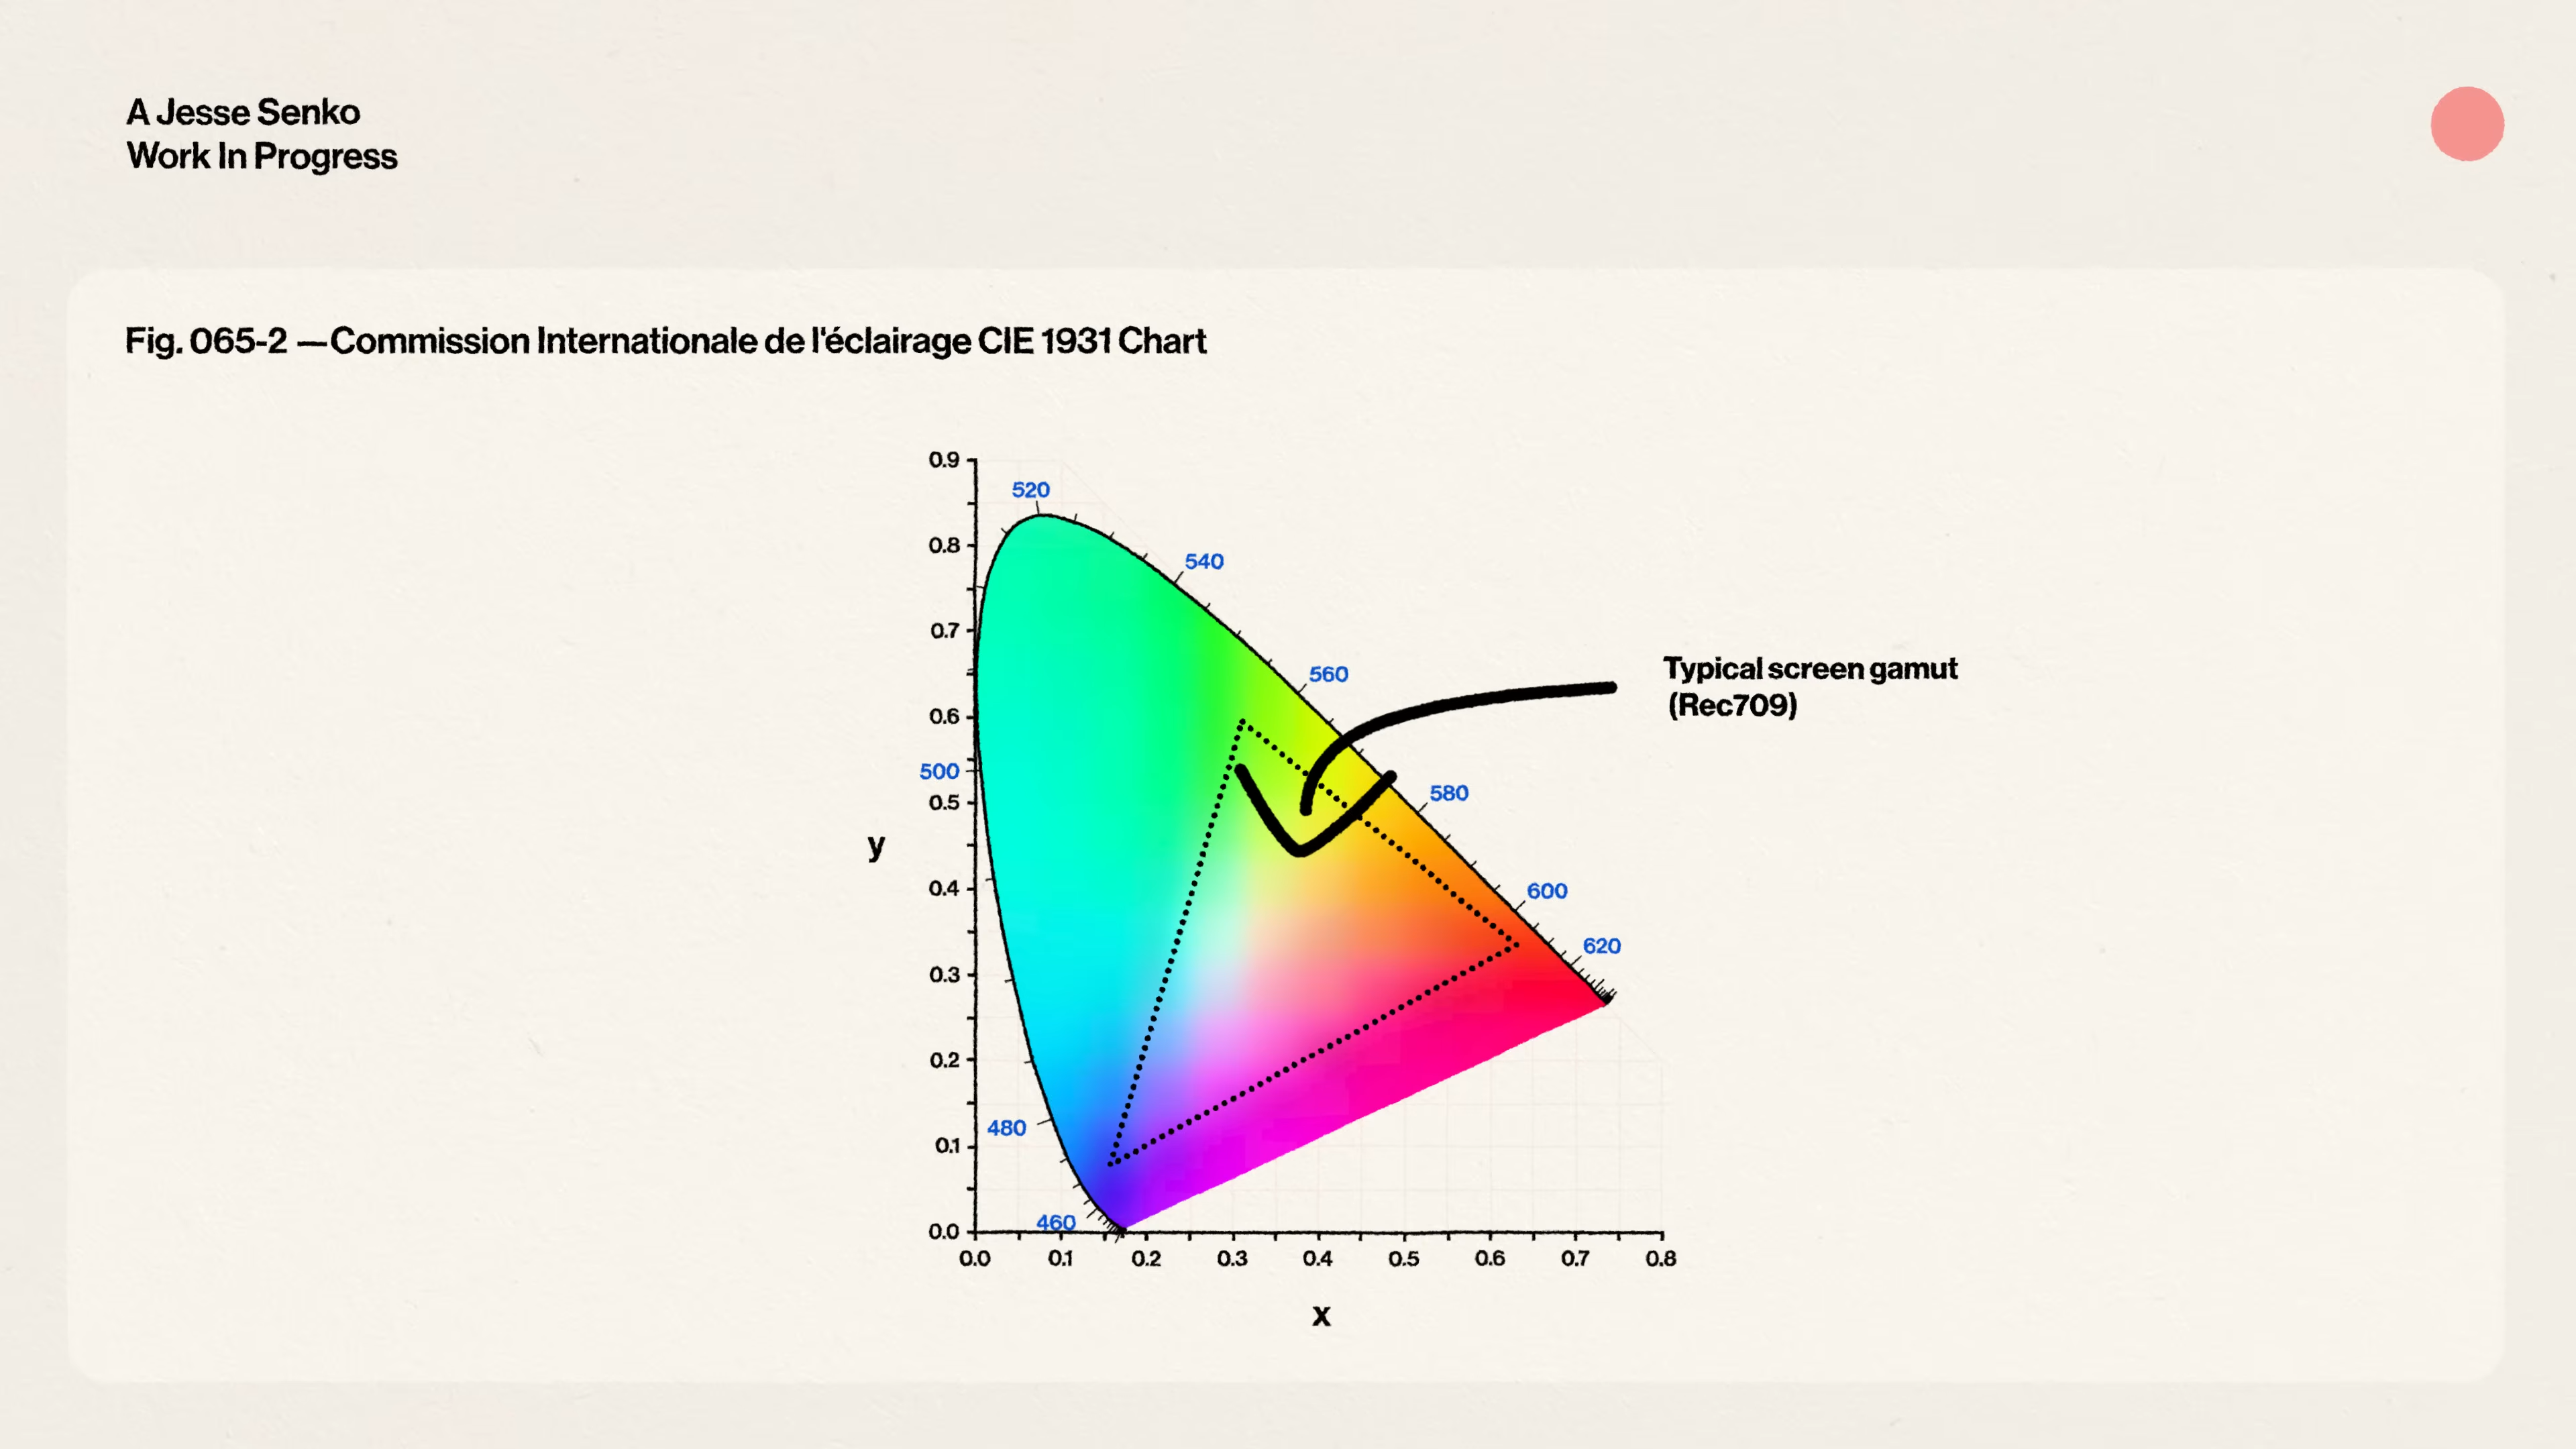 A Jesse Senko
Work In Progress
Fig. 065-2 —Commission Internationale de l'éclairage CIE 1931 Chart
0.9
520
0.8
540
0.7
560
Typical screen gamut
(Rec709)
0.6
500
580
0.5
y
0.4
600
620
0.3
0.2
480
0.1
460
0.0
0.0 0.1 0.2 0.3 0.4 0.5 0.6 0.7 0.8
x